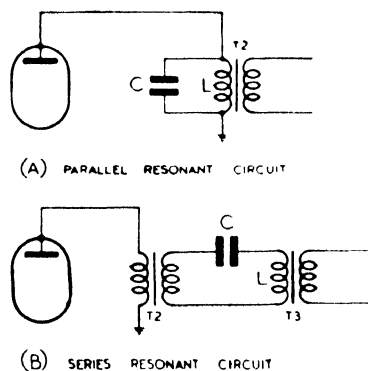 T2
C
L
(A) PARALLEL RESONANT CIRCUIT
C
L
T2
T3
(B) SERIES RESONANT CIRCUIT